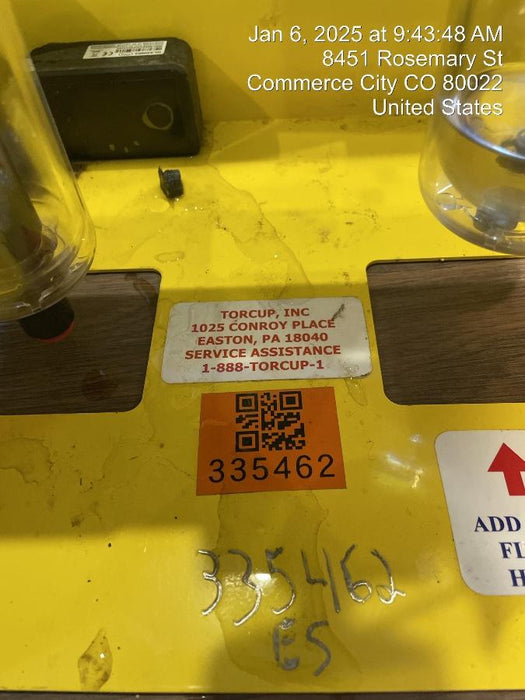 Jan 6, 2025 at 9:43:48 AM
8451 Rosemary St
Commerce City CO 80022
United States
TORCUP, INC
1025 CONROY PLACE
EASTON, PA 18040
SERVICE ASSISTANCE
1-888-TORCUP-1
335462
ADD
335462
ES